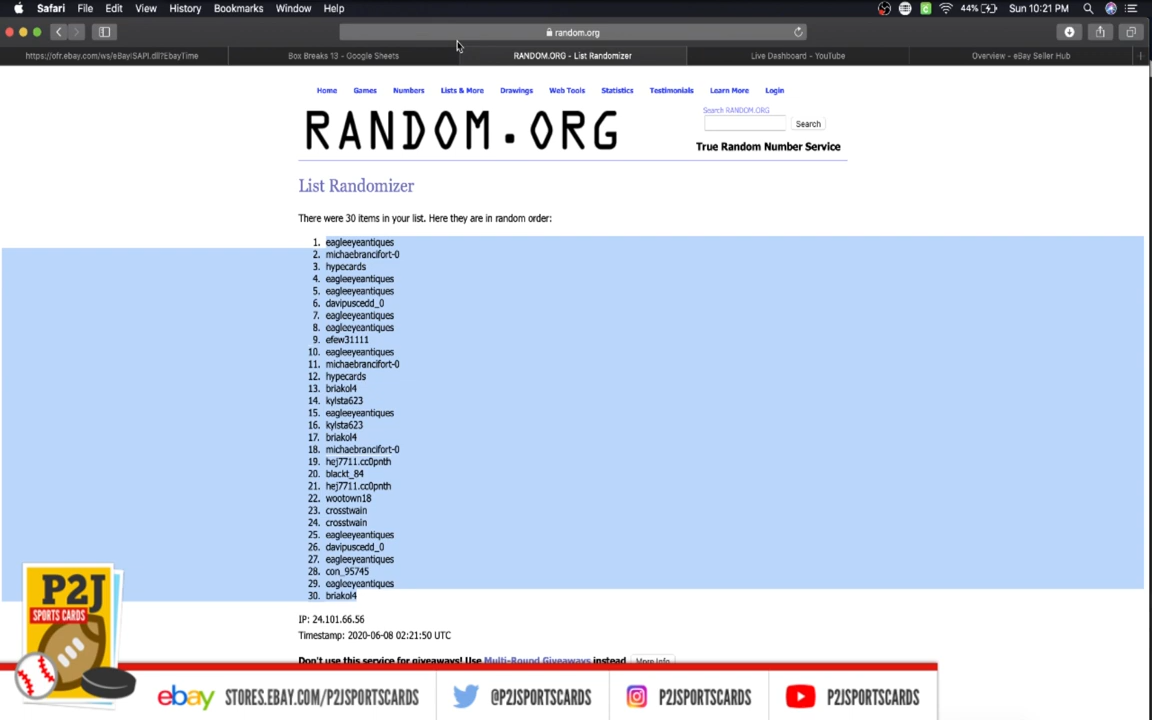 Safari File Edit View History Bookmarks Window Help 44% Sun 10:21 PM
random.org
https://ofr.ebay.com/ws/eBayISAPI.dll?EbayTime Box Breaks 13 - Google Sheets RANDOM.ORG - List Randomizer Live Dashboard - YouTube Overview - eBay Seller Hub
Home Games Numbers Lists & More Drawings Web Tools Statistics Testimonials Learn More Login
RANDOM.ORG
Search RANDOM.ORG
Search
True Random Number Service
List Randomizer
There were 30 items in your list. Here they are in random order:
1. eagleeyeantiques
2. michaebrancifort-0
3. hypecards
4. eagleeyeantiques
5. eagleeyeantiques
6. davipuscedd_0
7. eagleeyeantiques
8. eagleeyeantiques
9. efew31111
10. eagleeyeantiques
11. michaebrancifort-0
12. hypecards
13. briakol4
14. kylsta623
15. eagleeyeantiques
16. kylsta623
17. briakol4
18. michaebrancifort-0
19. hej7711.cc0pnth
20. blackt_84
21. hej7711.cc0pnth
22. wootown18
23. crosstwain
24. crosstwain
25. eagleeyeantiques
26. davipuscedd_0
27. eagleeyeantiques
28. con_95745
29. eagleeyeantiques
30. briakol4
IP: 24.101.66.56
Timestamp: 2020-06-08 02:21:50 UTC
Don't use this service for giveaways! Use Multi-Round Giveaways instead More Info
P2J
SPORTS CARDS
ebay STORES.EBAY.COM/P2JSPORTSCARDS @P2JSPORTSCARDS P2JSPORTSCARDS P2JSPORTSCARDS